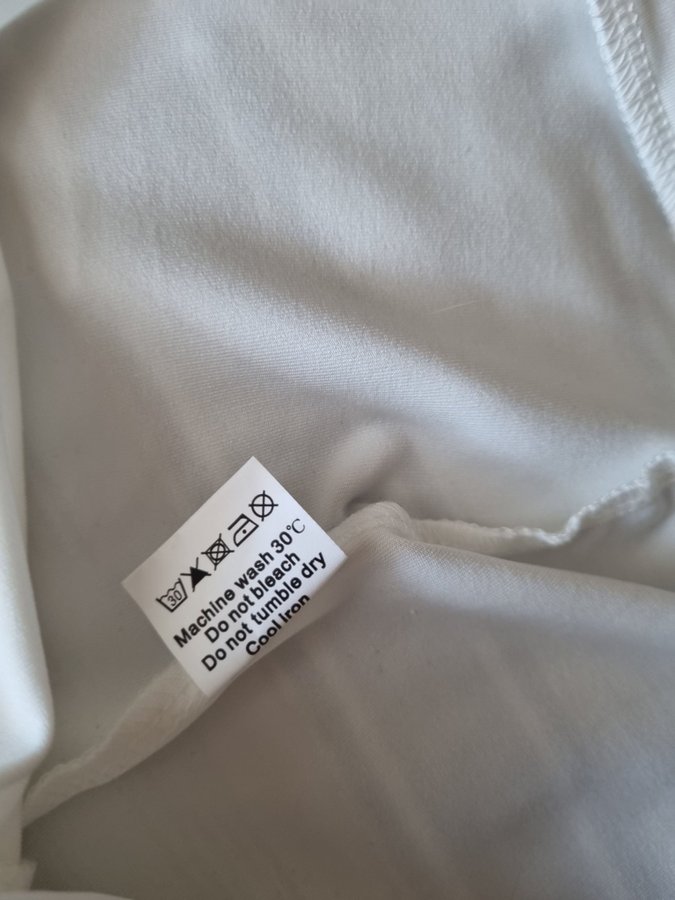 30
Machine wash 30℃
Do not bleach
Do not tumble dry
Cool Iron